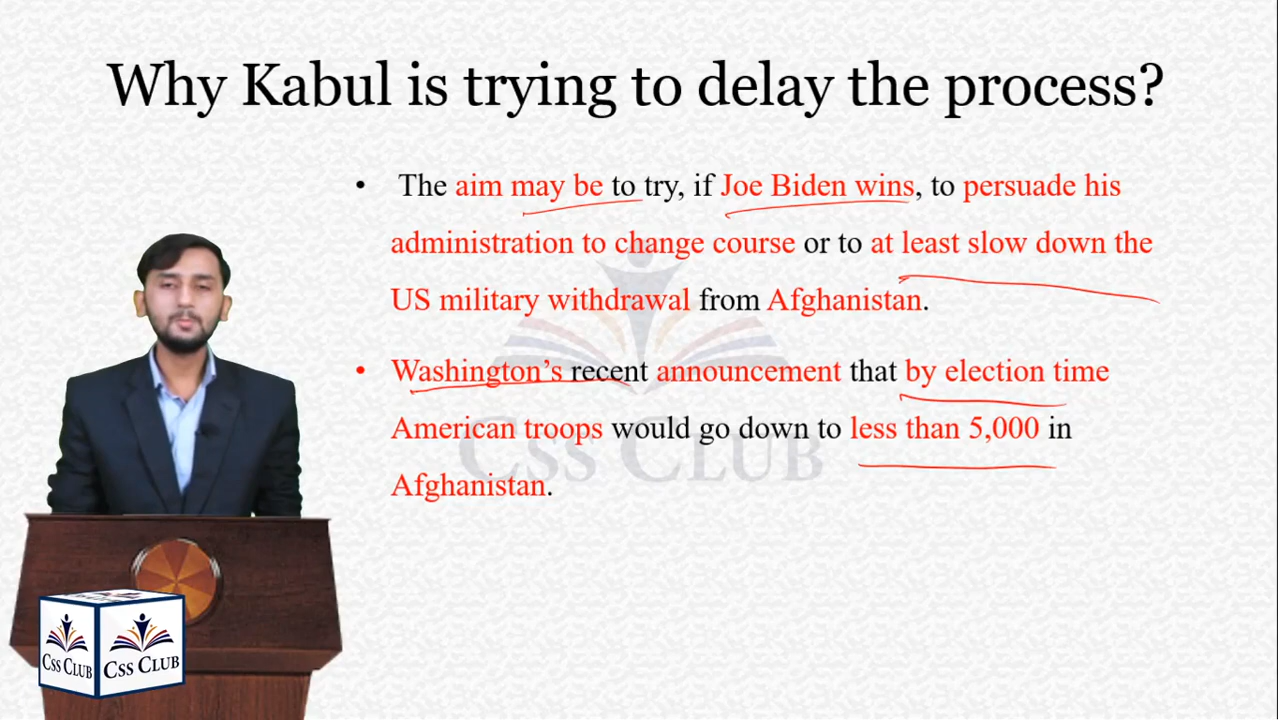 Why Kabul is trying to delay the process?
• The aim may be to try, if Joe Biden wins, to persuade his
administration to change course or to at least slow down the
US military withdrawal from Afghanistan.
• Washington’s recent announcement that by election time
American troops would go down to less than 5,000 in
Afghanistan.
CSS CLUB
CSS CLUB
CSS CLUB